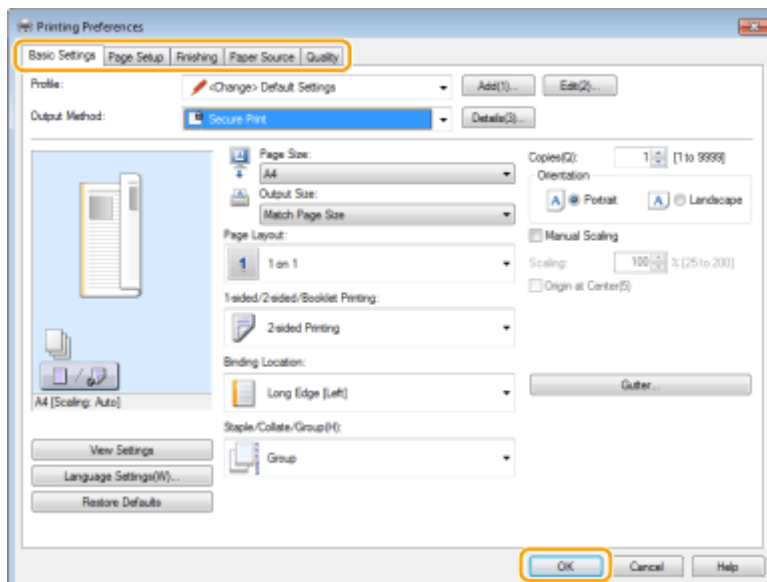 Printing Preferences
Basic Settings Page Setup Finishing Paper Source Quality
Profile: <Change> Default Settings Add(1)... Edit(2)...
Output Method: Secure Print Details(3)...
Page Size:
A4
Output Size:
Match Page Size
Page Layout:
1 1 on 1
1-sided/2-sided/Booklet Printing:
2-sided Printing
Binding Location:
Long Edge [Left]
Staple/Collate/Group(H):
Group
Copies(Q): 1 [1 to 9999]
Orientation
A Portrait A Landscape
Manual Scaling
Scaling: 100 % [25 to 200]
Origin at Center(5)
Gutter...
A4 [Scaling: Auto]
View Settings
Language Settings(W)...
Restore Defaults
OK Cancel Help